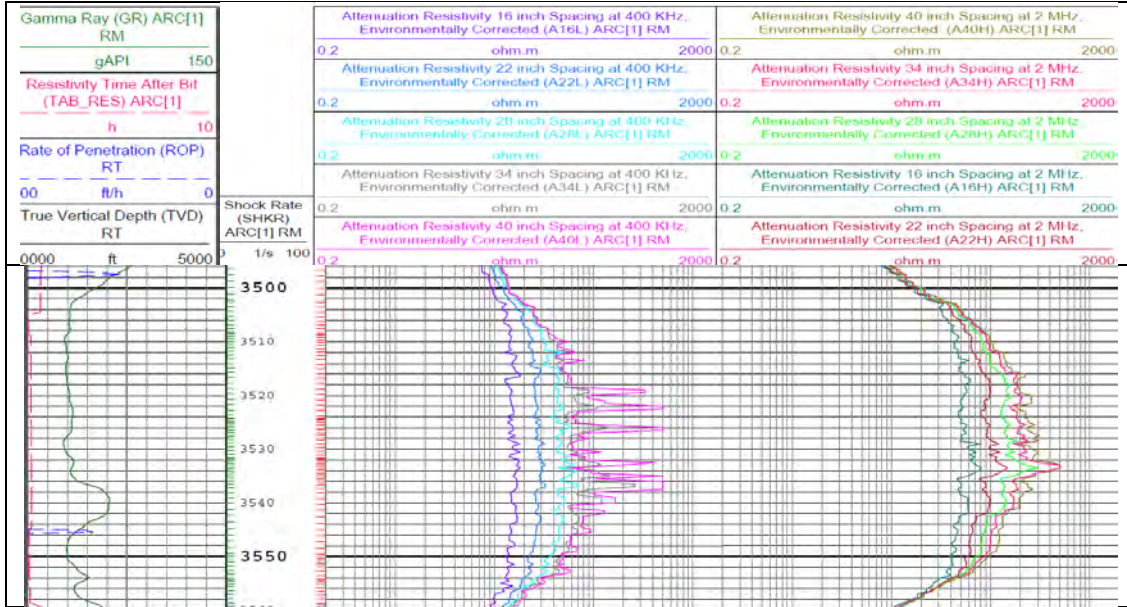 Gamma Ray (GR) ARC[1]
RM
gAPI 150
Resistivity Time After Bit
(TAB_RES) ARC[1]
h 10
Rate of Penetration (ROP)
RT
00 ft/h 0
True Vertical Depth (TVD)
RT
0000 ft 5000
Shock Rate
(SHKR)
ARC[1] RM
0 1/s 100
Attenuation Resistivity 16 inch Spacing at 400 KHz,
Environmentally Corrected (A16L) ARC[1] RM
0.2 ohm.m 2000
Attenuation Resistivity 22 inch Spacing at 400 KHz,
Environmentally Corrected (A22L) ARC[1] RM
0.2 ohm.m 2000
Attenuation Resistivity 28 inch Spacing at 400 KHz,
Environmentally Corrected (A28L) ARC[1] RM
0.2 ohm.m 2000
Attenuation Resistivity 34 inch Spacing at 400 KHz,
Environmentally Corrected (A34L) ARC[1] RM
0.2 ohm.m 2000
Attenuation Resistivity 40 inch Spacing at 400 KHz,
Environmentally Corrected (A40L) ARC[1] RM
0.2 ohm.m 2000
Attenuation Resistivity 40 inch Spacing at 2 MHz,
Environmentally Corrected (A40H) ARC[1] RM
0.2 ohm.m 2000
Attenuation Resistivity 34 inch Spacing at 2 MHz,
Environmentally Corrected (A34H) ARC[1] RM
0.2 ohm.m 2000
Attenuation Resistivity 28 inch Spacing at 2 MHz,
Environmentally Corrected (A28H) ARC[1] RM
0.2 ohm.m 2000
Attenuation Resistivity 16 inch Spacing at 2 MHz,
Environmentally Corrected (A16H) ARC[1] RM
0.2 ohm.m 2000
Attenuation Resistivity 22 inch Spacing at 2 MHz,
Environmentally Corrected (A22H) ARC[1] RM
0.2 ohm.m 2000
3500
3510
3520
3530
3540
3550